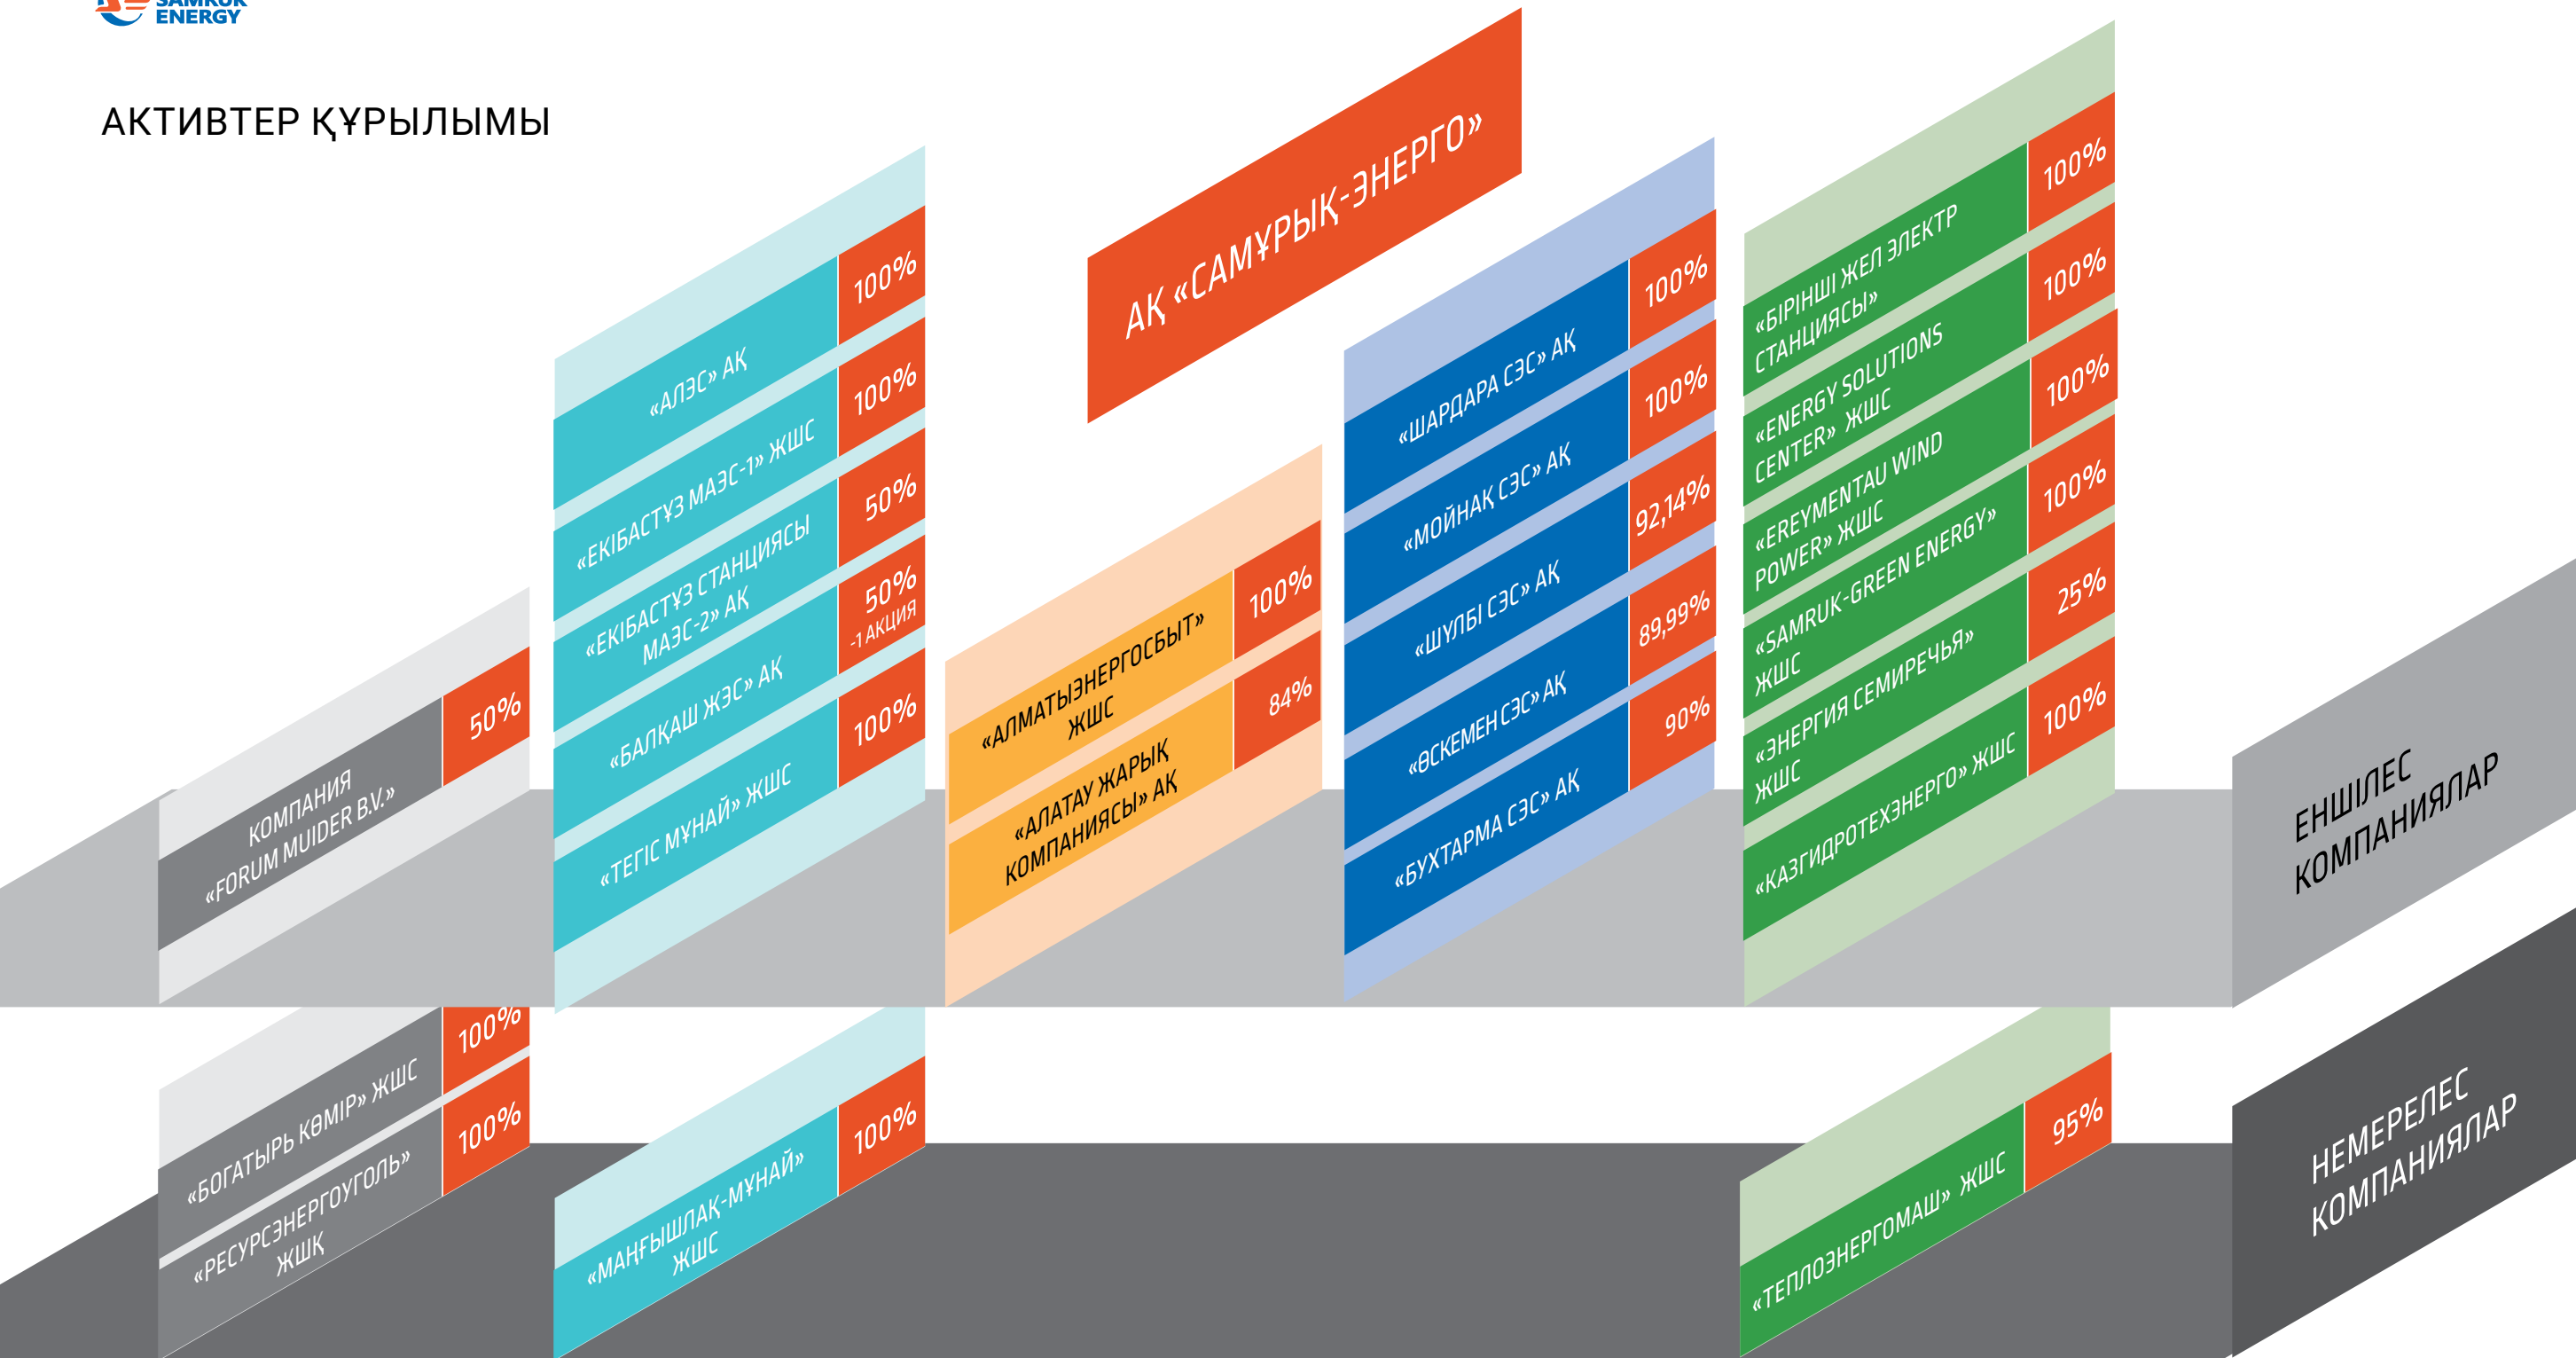 SAMRUK
ENERGY
АКТИВТЕР ҚҰРЫЛЫМЫ
АҚ «САМҰРЫҚ-ЭНЕРГО»
КОМПАНИЯ
«FORUM MUIDER B.V.»
50%
«АЛЭС» АҚ
100%
«ЕКІБАСТҰЗ МАЭС-1» ЖШС
100%
«ЕКІБАСТҰЗ СТАНЦИЯСЫ
МАЭС-2» АҚ
50%
«БАЛҚАШ ЖЭС» АҚ
50%
-1 АКЦИЯ
«ТЕГІС МҰНАЙ» ЖШС
100%
«АЛМАТЫЭНЕРГОСБЫТ»
ЖШС
100%
«АЛАТАУ ЖАРЫҚ
КОМПАНИЯСЫ» АҚ
84%
«ШАРДАРА СЭС» АҚ
100%
«МОЙНАҚ СЭС» АҚ
100%
«ШУЛБІ СЭС» АҚ
92,14%
«ӨСКЕМЕН СЭС» АҚ
89,99%
«БУХТАРМА СЭС» АҚ
90%
«БІРІНШІ ЖЕЛ ЭЛЕКТР
СТАНЦИЯСЫ»
100%
«ENERGY SOLUTIONS
CENTER» ЖШС
100%
«EREYMENTAU WIND
POWER» ЖШС
100%
«SAMRUK-GREEN ENERGY»
ЖШС
100%
«ЭНЕРГИЯ СЕМИРЕЧЬЯ»
ЖШС
25%
«КАЗГИДРОТЕХЭНЕРГО» ЖШС
100%
ЕНШІЛЕС
КОМПАНИЯЛАР
«БОГАТЫРЬ КӨМІР» ЖШС
100%
«РЕСУРСЭНЕРГОУГОЛЬ»
ЖШҚ
100%
«МАҢҒЫШЛАҚ-МҰНАЙ»
ЖШС
100%
«ТЕПЛОЭНЕРГОМАШ» ЖШС
95%
НЕМЕРЕЛЕС
КОМПАНИЯЛАР